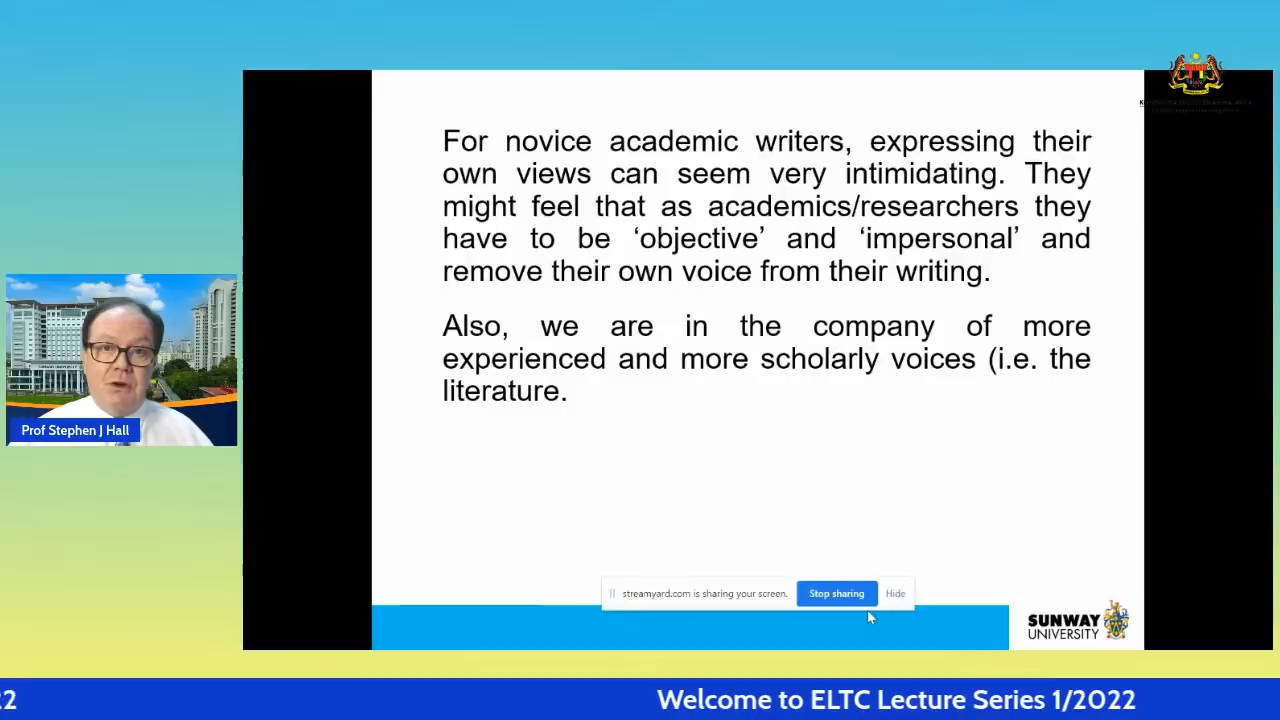 For novice academic writers, expressing their
own views can seem very intimidating. They
might feel that as academics/researchers they
have to be ‘objective’ and ‘impersonal’ and
remove their own voice from their writing.
Also, we are in the company of more
experienced and more scholarly voices (i.e. the
literature.
Prof Stephen J Hall
streamyard.com is sharing your screen.
Stop sharing
Hide
SUNWAY
UNIVERSITY
22
Welcome to ELTC Lecture Series 1/2022